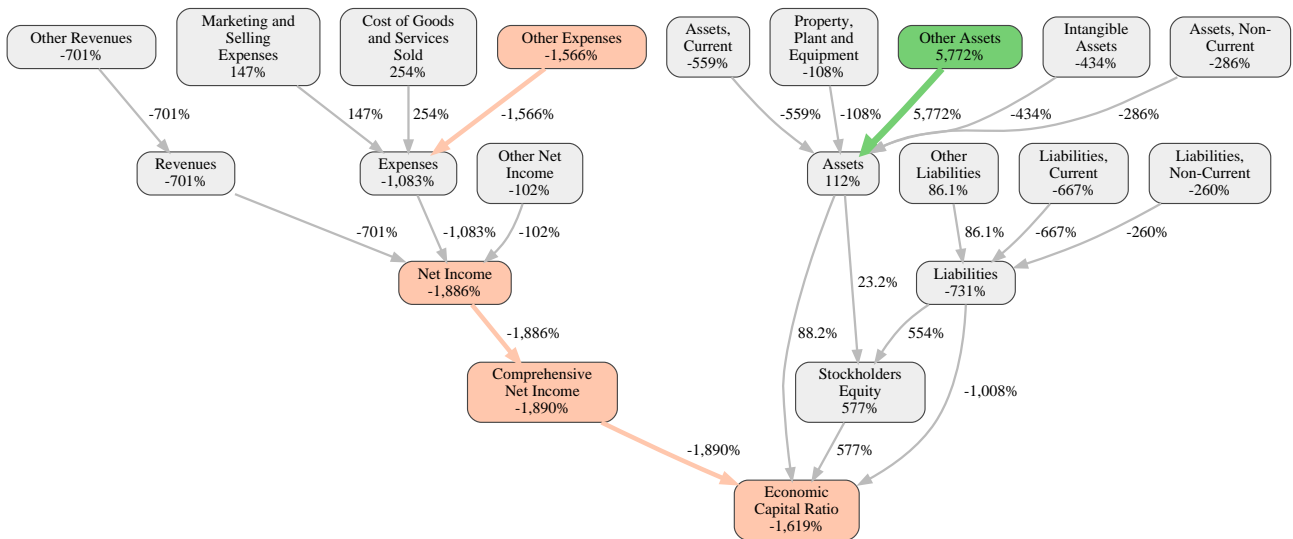 Other Revenues
-701%
Marketing and
Selling
Expenses
147%
Cost of Goods
and Services
Sold
254%
Other Expenses
-1,566%
Assets,
Current
-559%
Property,
Plant and
Equipment
-108%
Other Assets
5,772%
Intangible
Assets
-434%
Assets, Non-
Current
-286%
-701%
147%
254%
-1,566%
-559%
-108%
5,772%
-434%
-286%
Revenues
-701%
Expenses
-1,083%
Other Net
Income
-102%
Assets
112%
Other
Liabilities
86.1%
Liabilities,
Current
-667%
Liabilities,
Non-Current
-260%
-701%
-1,083%
-102%
86.1%
-667%
-260%
Net Income
-1,886%
Liabilities
-731%
-1,886%
88.2%
23.2%
554%
Comprehensive
Net Income
-1,890%
Stockholders
Equity
577%
-1,008%
-1,890%
577%
Economic
Capital Ratio
-1,619%